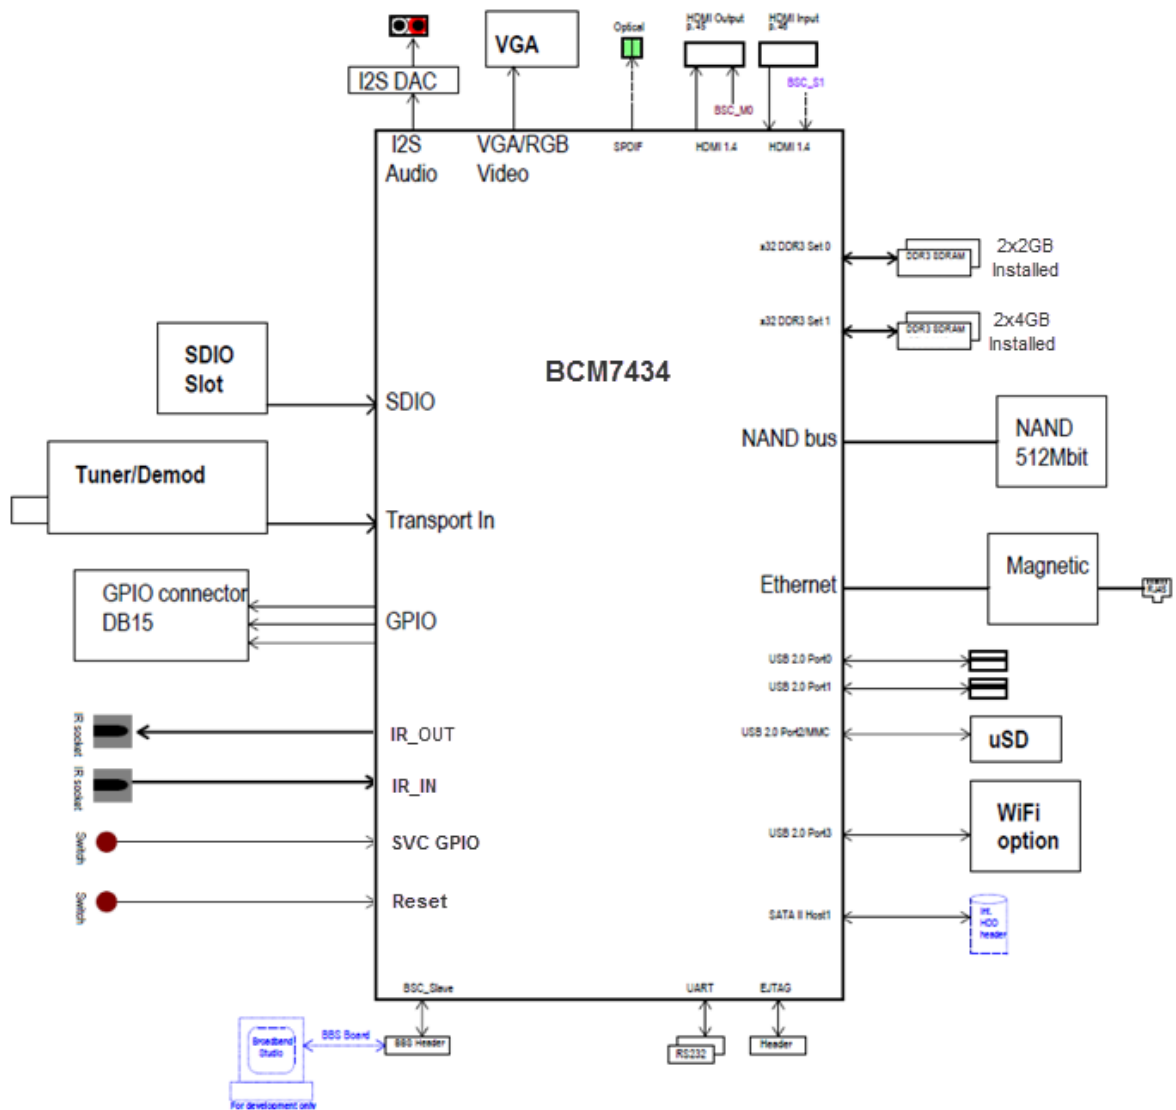 HDMI Output
p. 45
HDMI Input
p. 46
Optical
VGA
I2S DAC
BSC_M0
BSC_S1
I2S
Audio
VGA/RGB
Video
SPDIF
HDMI 1.4
HDMI 1.4
x32 DDR3 Set 0
DDR3 SDRAM
2x2GB
Installed
x32 DDR3 Set 1
DDR3 SDRAM
2x4GB
Installed
SDIO
Slot
BCM7434
SDIO
NAND bus
NAND
512Mbit
Tuner/Demod
Transport In
Magnetic
Ethernet
RJ45
GPIO connector
DB15
GPIO
USB 2.0 Port0
USB 2.0 Port1
IR socket
IR_OUT
USB 2.0 Port2/MMC
uSD
IR socket
IR_IN
WiFi
option
Switch
SVC GPIO
USB 2.0 Port3
Switch
Reset
SATA II Host1
Int.
HDD
header
BSC_Slave
UART
EJTAG
Broadband
Studio
BBS Board
BBS Header
RS232
Header
For development only